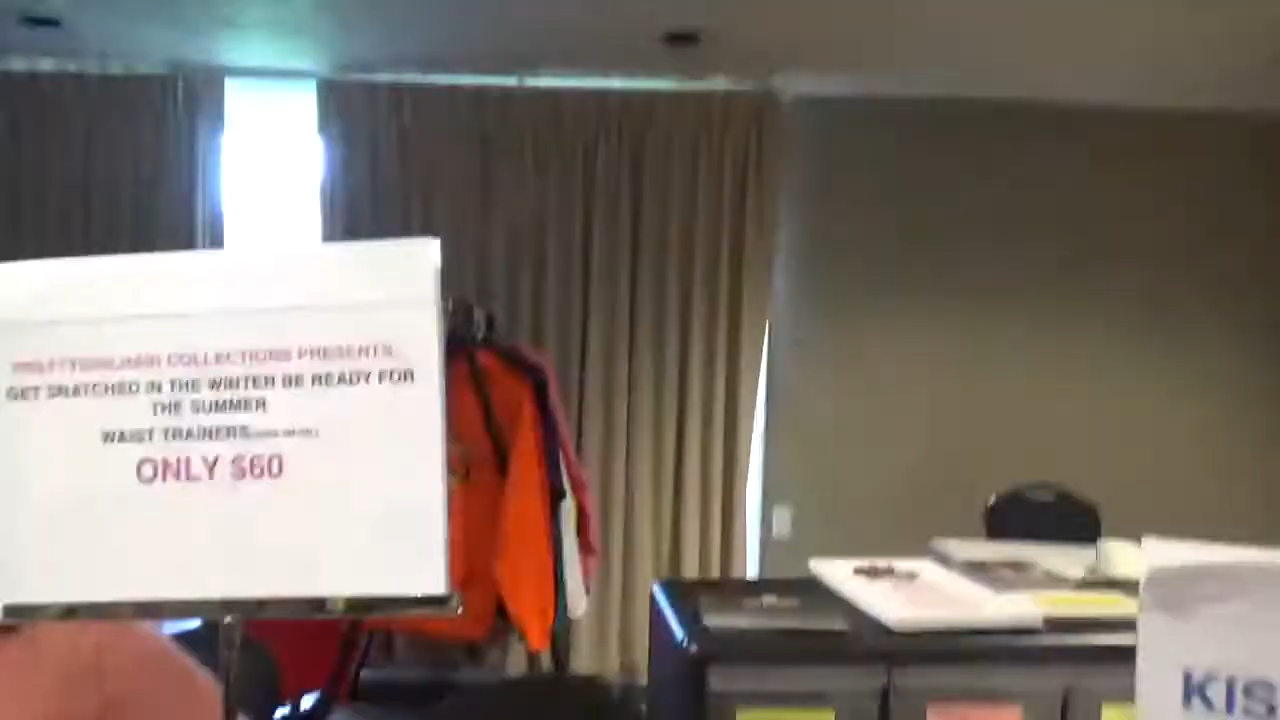 COLLECTIONS PRESENTS
GET SNATCHED IN THE WINTER BE READY FOR
THE SUMMER
WAIST TRAINERS
ONLY $60
KIS